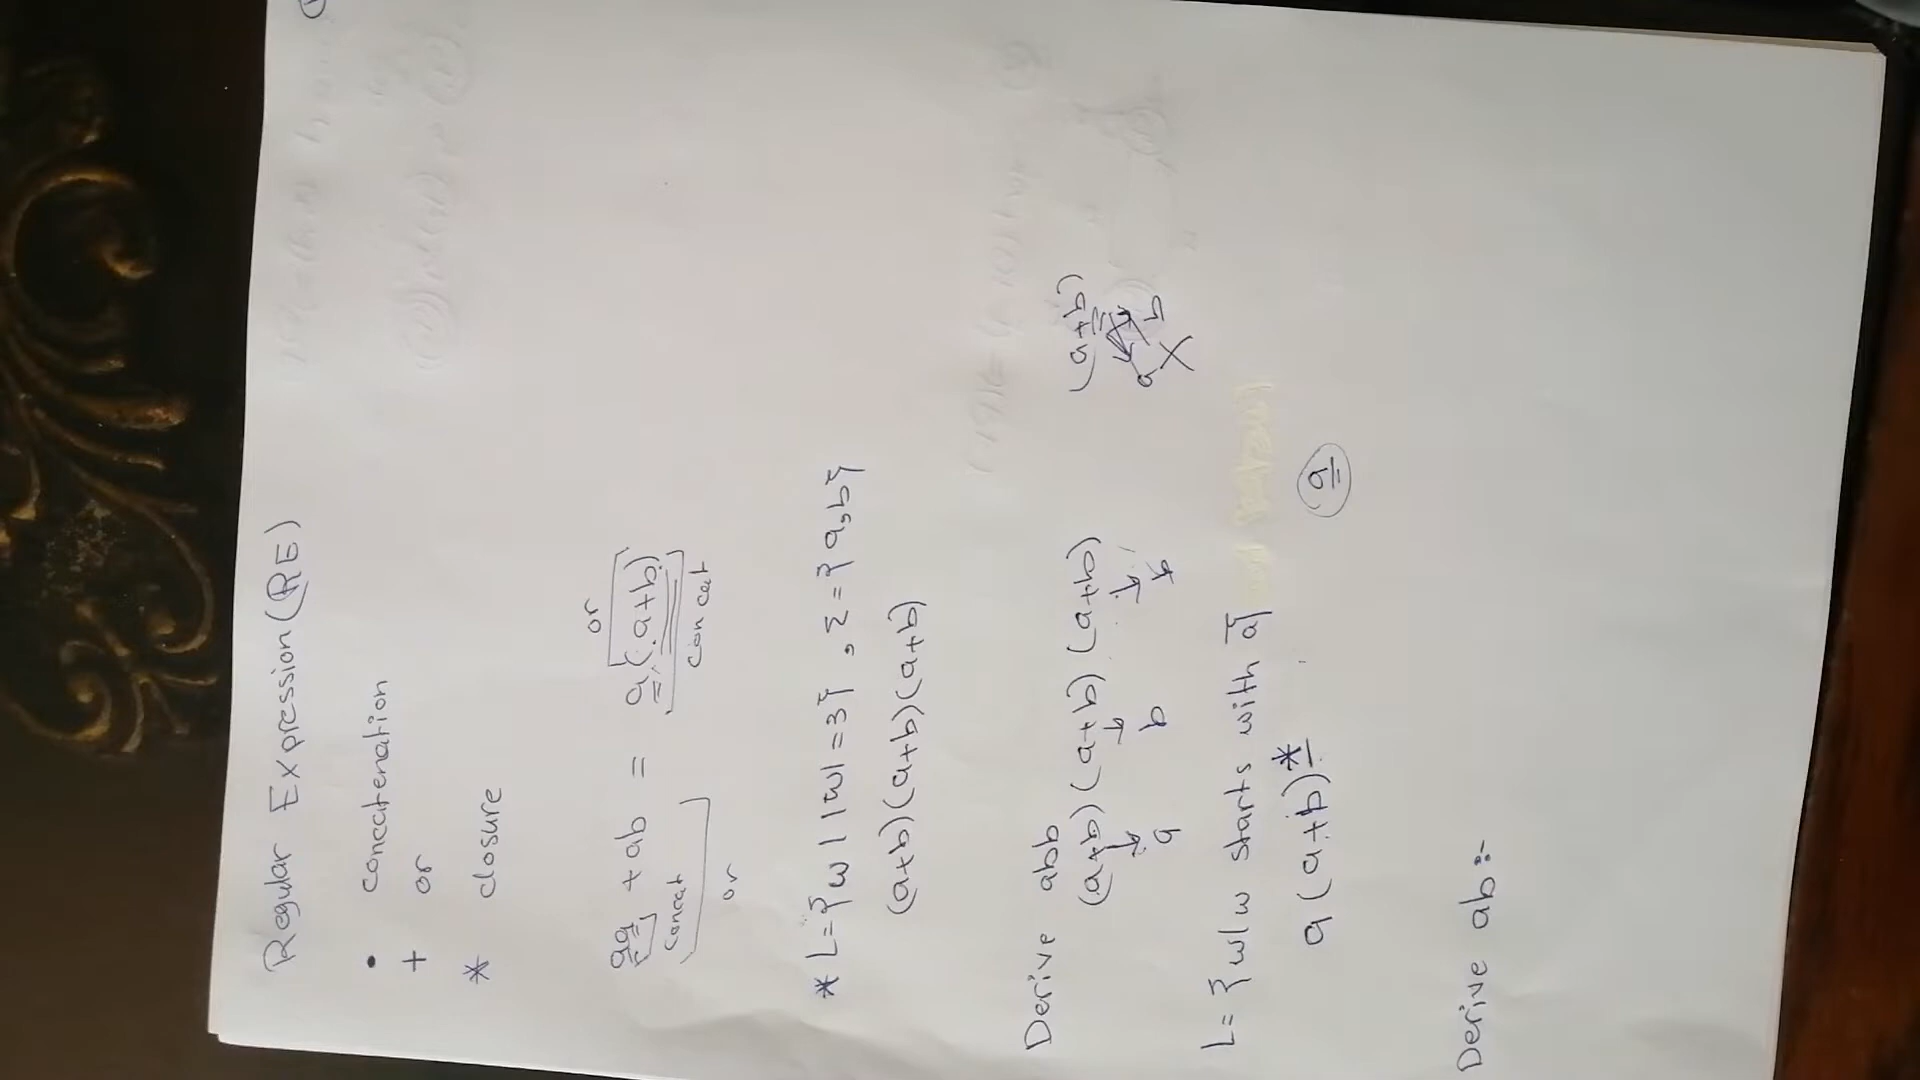 Regular Expression (RE)
• concatenation
+ or
* closure
aa + ab = a(a+b)
or
concat
concat
or
* L={w | |w|=3}, Σ={a,b}
(a+b)(a+b)(a+b)
Derive abb
(a+b)(a+b)(a+b)
a b b
(a+b)
a b
L={w|w starts with a}
a(a+b)*
a
Derive ab:-